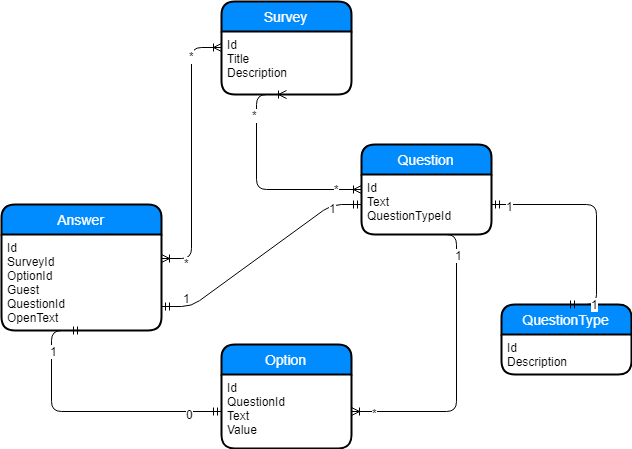 Survey
Id
Title
Description
*
*
*
*
Question
Id
Text
QuestionTypeId
1
1
1
1
1
*
Answer
Id
SurveyId
OptionId
Guest
QuestionId
OpenText
1
0
Option
Id
QuestionId
Text
Value
*
QuestionType
Id
Description